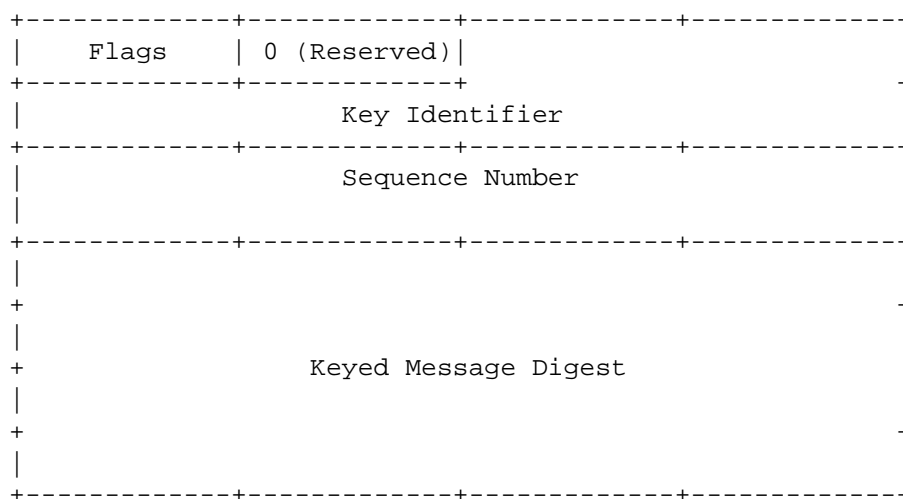 Flags | 0 (Reserved)|
Key Identifier
Sequence Number
Keyed Message Digest